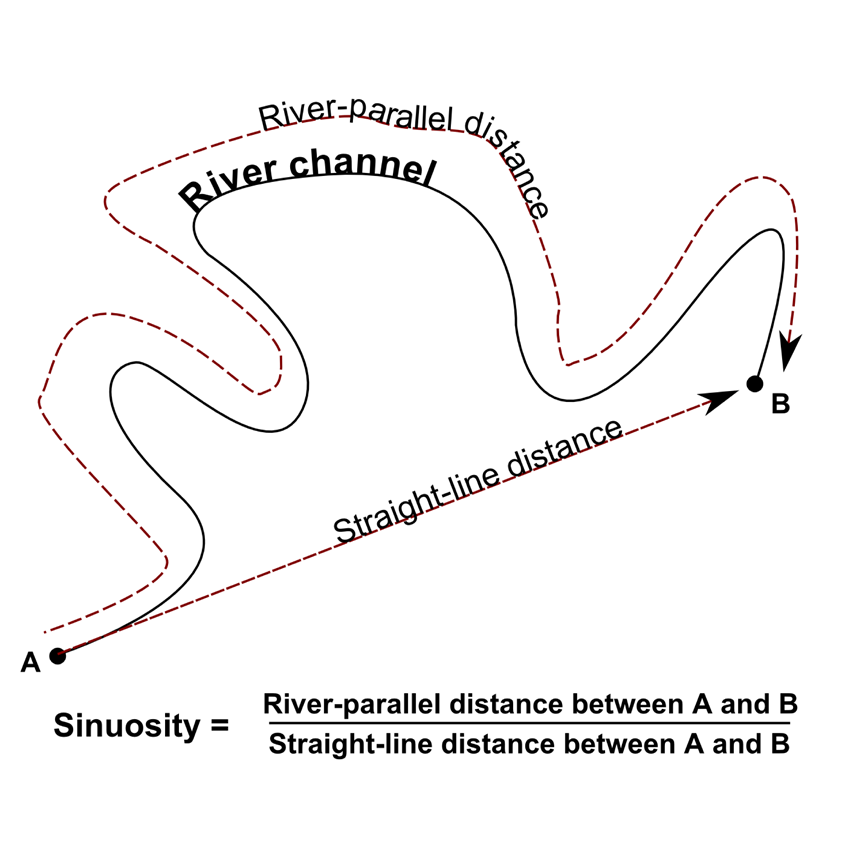 River-parallel distance
River channel
B
Straight-line distance
A
Sinuosity =
River-parallel distance between A and B
Straight-line distance between A and B